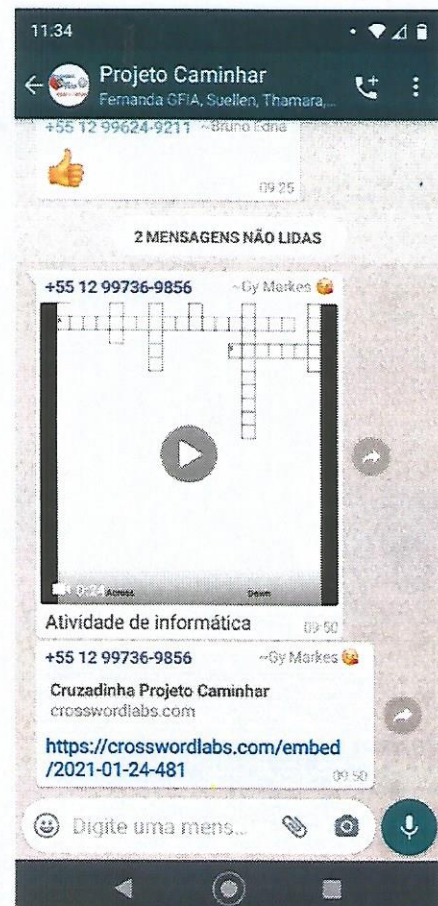 11:34
Projeto Caminhar
Fernanda GFIA, Suellen, Thamara,...
+55 12 99624-9211 ~Bruno Edna
09:25
2 MENSAGENS NÃO LIDAS
+55 12 99736-9856 ~Gy Markes
0:24 Across Down
Atividade de informática 09:50
+55 12 99736-9856 ~Gy Markes
Cruzadinha Projeto Caminhar
crosswordlabs.com
https://crosswordlabs.com/embed
/2021-01-24-481 09:50
Digite uma mens...